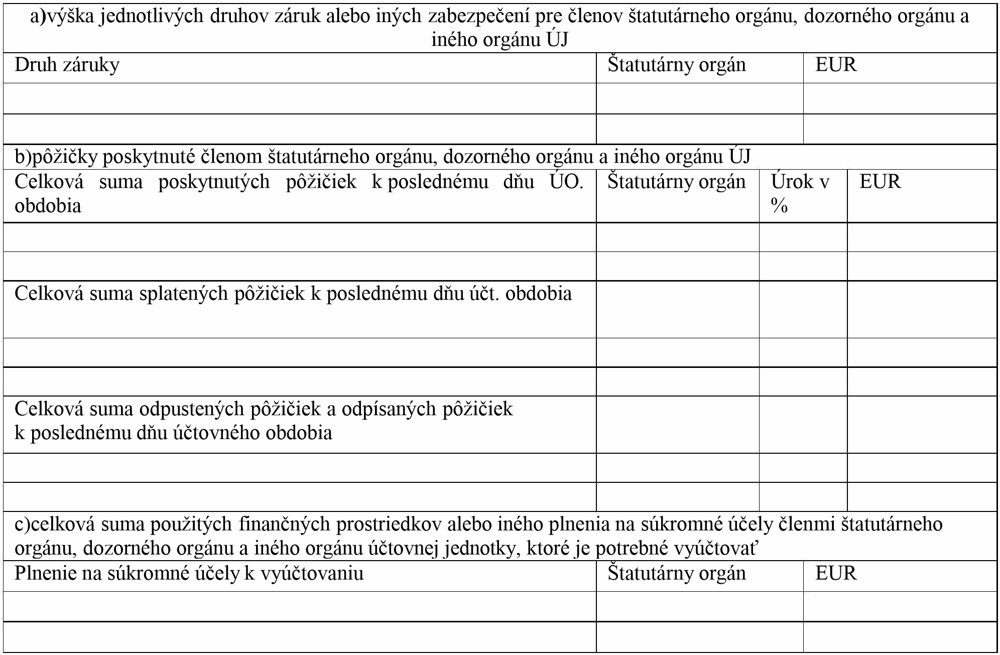 a)výška jednotlivých druhov záruk alebo iných zabezpečení pre členov štatutárneho orgánu, dozorného orgánu a
iného orgánu ÚJ
Druh záruky Štatutárny orgán EUR
b)pôžičky poskytnuté členom štatutárneho orgánu, dozorného orgánu a iného orgánu ÚJ
Celková suma poskytnutých pôžičiek k poslednému dňu ÚO. Štatutárny orgán Úrok v EUR
obdobia %
Celková suma splatených pôžičiek k poslednému dňu účt. obdobia
Celková suma odpustených pôžičiek a odpísaných pôžičiek
k poslednému dňu účtovného obdobia
c)celková suma použitých finančných prostriedkov alebo iného plnenia na súkromné účely členmi štatutárneho
orgánu, dozorného orgánu a iného orgánu účtovnej jednotky, ktoré je potrebné vyúčtovať
Plnenie na súkromné účely k vyúčtovaniu Štatutárny orgán EUR